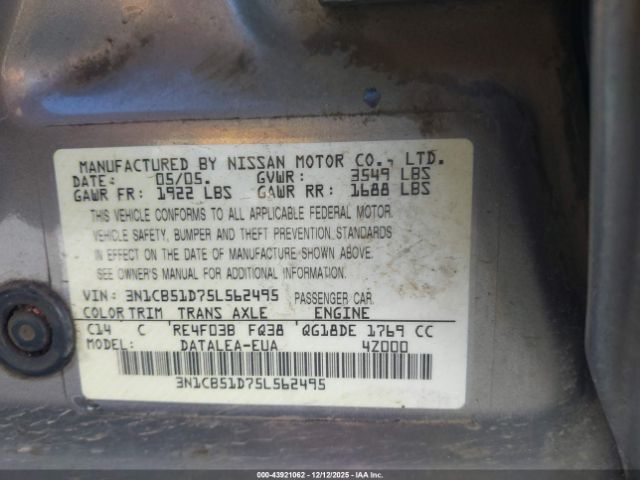 MANUFACTURED BY NISSAN MOTOR CO., LTD.
DATE: 05/05. GVWR: 3549 LBS
GAWR FR: 1922 LBS GAWR RR: 1688 LBS
THIS VEHICLE CONFORMS TO ALL APPLICABLE FEDERAL MOTOR.
VEHICLE SAFETY, BUMPER AND THEFT PREVENTION STANDARDS
IN EFFECT ON THE DATE OF MANUFACTURE SHOWN ABOVE.
SEE OWNER'S MANUAL FOR ADDITIONAL INFORMATION.
VIN: 3N1CB51D75L562495 PASSENGER CAR.
COLOR TRIM TRANS AXLE ENGINE
C14 C RE4F03B FQ38 QG18DE 1769 CC
MODEL: DATALEA-EUA 4Z000
3N1CB51D75L562495
000-43921062 - 12/12/2025 - IAAI.COM